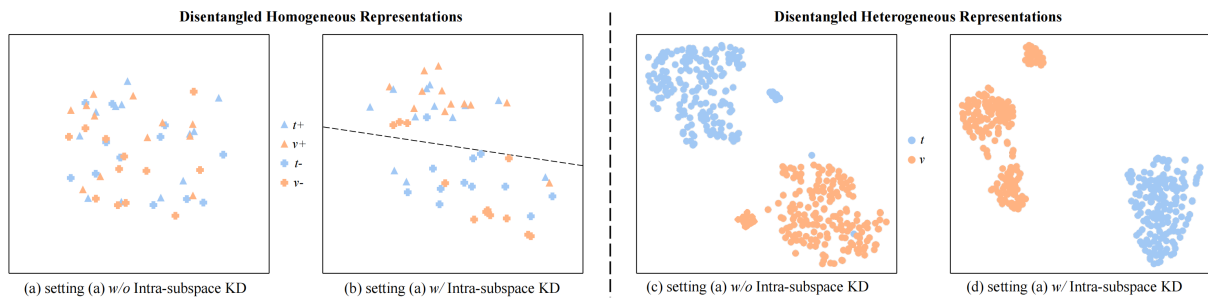 Disentangled Homogeneous Representations
Disentangled Heterogeneous Representations
t+
v+
t-
v-
t
v
(a) setting (a) w/o Intra-subspace KD
(b) setting (a) w/ Intra-subspace KD
(c) setting (a) w/o Intra-subspace KD
(d) setting (a) w/ Intra-subspace KD